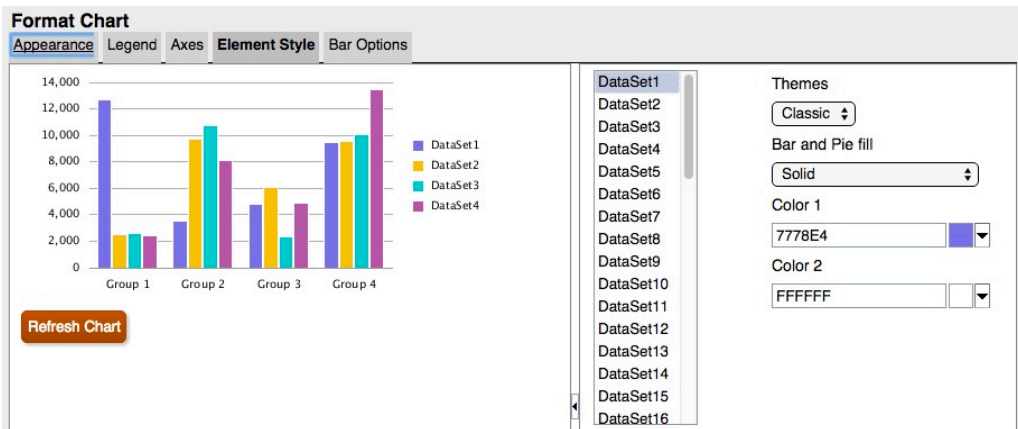 Format Chart
Appearance Legend Axes Element Style Bar Options
14,000
12,000
10,000
8,000
6,000
4,000
2,000
0
Group 1 Group 2 Group 3 Group 4
DataSet1
DataSet2
DataSet3
DataSet4
Refresh Chart
DataSet1
DataSet2
DataSet3
DataSet4
DataSet5
DataSet6
DataSet7
DataSet8
DataSet9
DataSet10
DataSet11
DataSet12
DataSet13
DataSet14
DataSet15
DataSet16
Themes
Classic
Bar and Pie fill
Solid
Color 1
7778E4
Color 2
FFFFFF